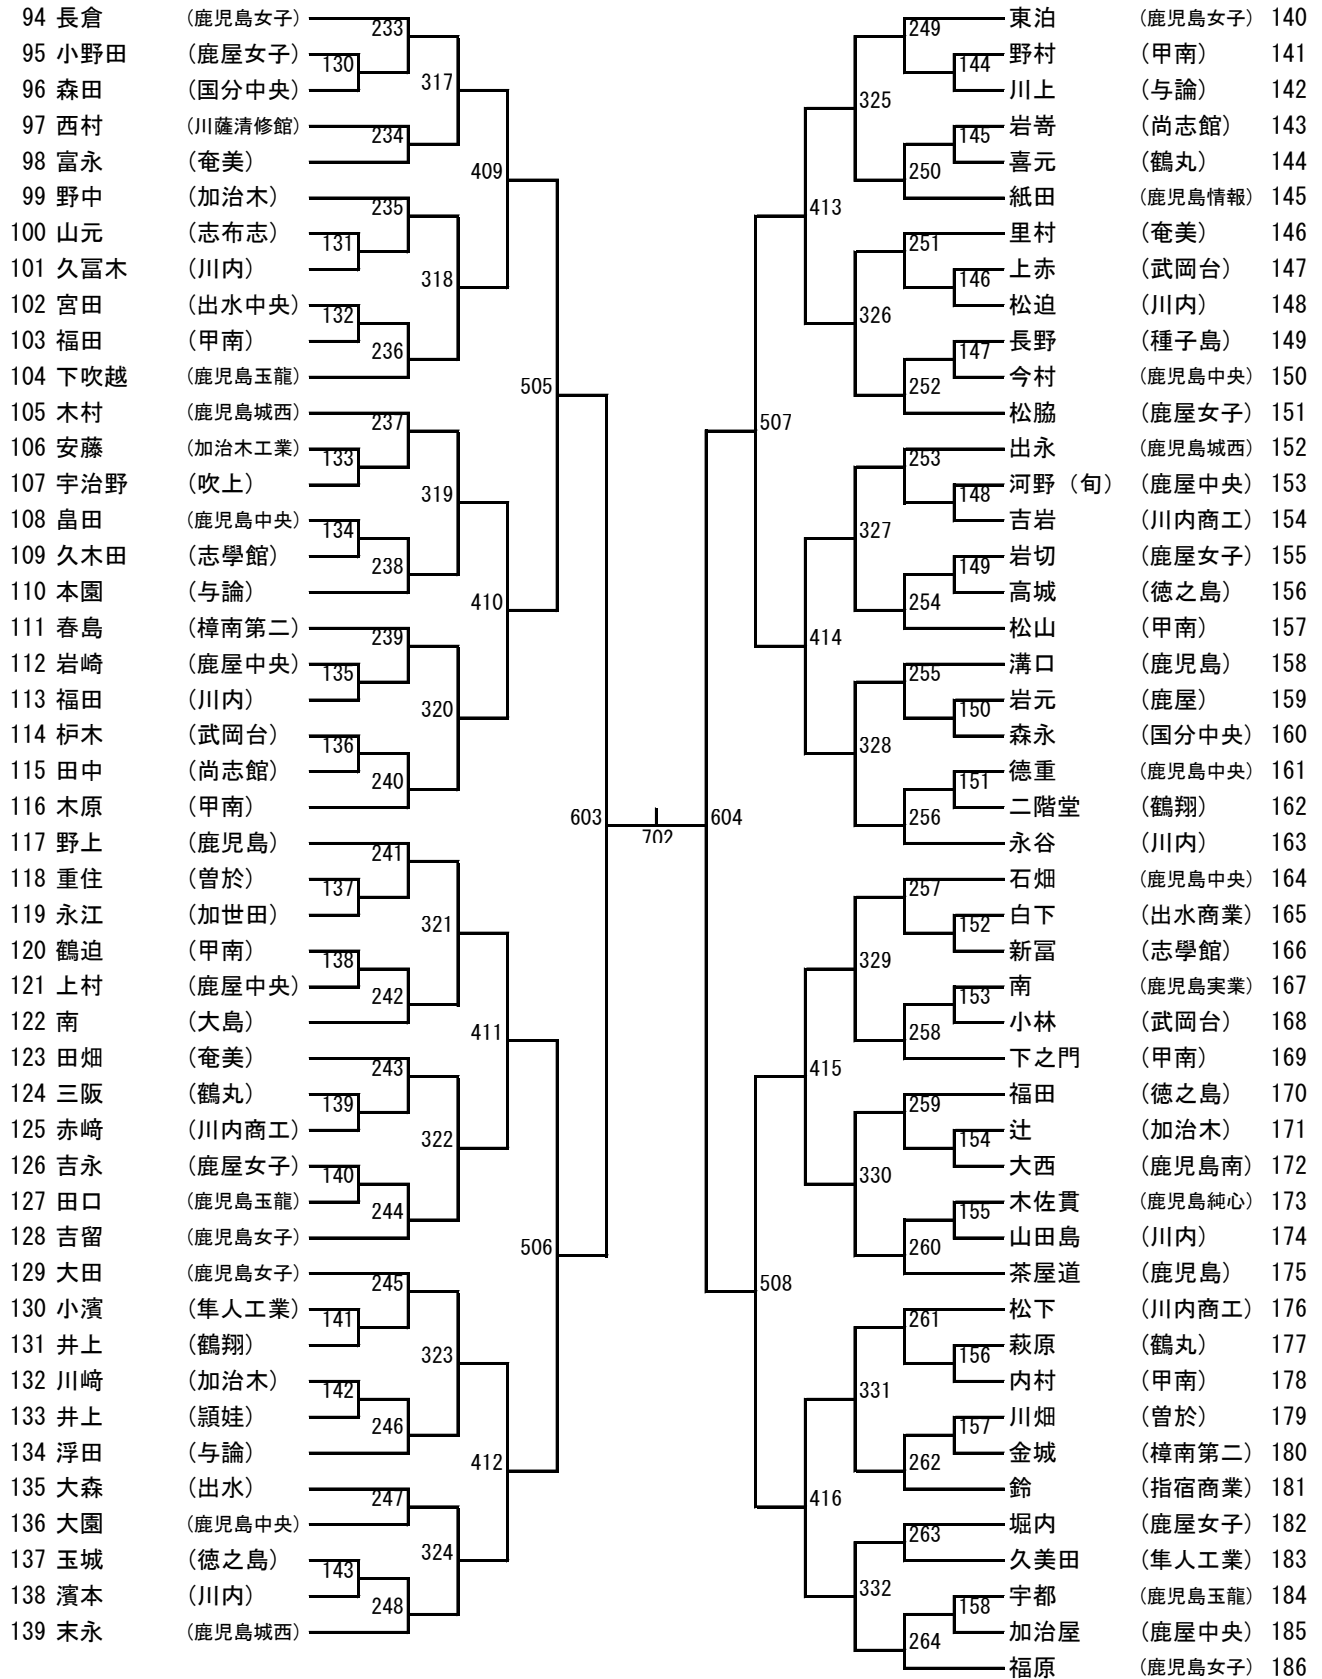 94 長倉 (鹿児島女子)
95 小野田 (鹿屋女子)
96 森田 (国分中央)
97 西村 (川薩清修館)
98 富永 (奄美)
99 野中 (加治木)
100 山元 (志布志)
101 久冨木 (川内)
102 宮田 (出水中央)
103 福田 (甲南)
104 下吹越 (鹿児島玉龍)
105 木村 (鹿児島城西)
106 安藤 (加治木工業)
107 宇治野 (吹上)
108 畠田 (鹿児島中央)
109 久木田 (志學館)
110 本園 (与論)
111 春島 (樟南第二)
112 岩崎 (鹿屋中央)
113 福田 (川内)
114 枦木 (武岡台)
115 田中 (尚志館)
116 木原 (甲南)
117 野上 (鹿児島)
118 重住 (曽於)
119 永江 (加世田)
120 鶴迫 (甲南)
121 上村 (鹿屋中央)
122 南 (大島)
123 田畑 (奄美)
124 三阪 (鶴丸)
125 赤﨑 (川内商工)
126 吉永 (鹿屋女子)
127 田口 (鹿児島玉龍)
128 吉留 (鹿児島女子)
129 大田 (鹿児島女子)
130 小濱 (隼人工業)
131 井上 (鶴翔)
132 川﨑 (加治木)
133 井上 (頴娃)
134 浮田 (与論)
135 大森 (出水)
136 大園 (鹿児島中央)
137 玉城 (徳之島)
138 濱本 (川内)
139 末永 (鹿児島城西)
130
131
132
133
134
135
136
137
138
139
140
141
142
143
233
234
235
236
237
238
239
240
241
242
243
244
245
246
247
248
317
318
319
320
321
322
323
324
409
410
411
412
505
506
603
702
604
507
508
413
414
415
416
325
326
327
328
329
330
331
332
249
250
251
252
253
254
255
256
257
258
259
260
261
262
263
264
144
145
146
147
148
149
150
151
152
153
154
155
156
157
158
東泊 (鹿児島女子) 140
野村 (甲南) 141
川上 (与論) 142
岩嵜 (尚志館) 143
喜元 (鶴丸) 144
紙田 (鹿児島情報) 145
里村 (奄美) 146
上赤 (武岡台) 147
松迫 (川内) 148
長野 (種子島) 149
今村 (鹿児島中央) 150
松脇 (鹿屋女子) 151
出永 (鹿児島城西) 152
河野(旬) (鹿屋中央) 153
吉岩 (川内商工) 154
岩切 (鹿屋女子) 155
高城 (徳之島) 156
松山 (甲南) 157
溝口 (鹿児島) 158
岩元 (鹿屋) 159
森永 (国分中央) 160
德重 (鹿児島中央) 161
二階堂 (鶴翔) 162
永谷 (川内) 163
石畑 (鹿児島中央) 164
白下 (出水商業) 165
新冨 (志學館) 166
南 (鹿児島実業) 167
小林 (武岡台) 168
下之門 (甲南) 169
福田 (徳之島) 170
辻 (加治木) 171
大西 (鹿児島南) 172
木佐貫 (鹿児島純心) 173
山田島 (川内) 174
茶屋道 (鹿児島) 175
松下 (川内商工) 176
萩原 (鶴丸) 177
内村 (甲南) 178
川畑 (曽於) 179
金城 (樟南第二) 180
鈴 (指宿商業) 181
堀内 (鹿屋女子) 182
久美田 (隼人工業) 183
宇都 (鹿児島玉龍) 184
加治屋 (鹿屋中央) 185
福原 (鹿児島女子) 186